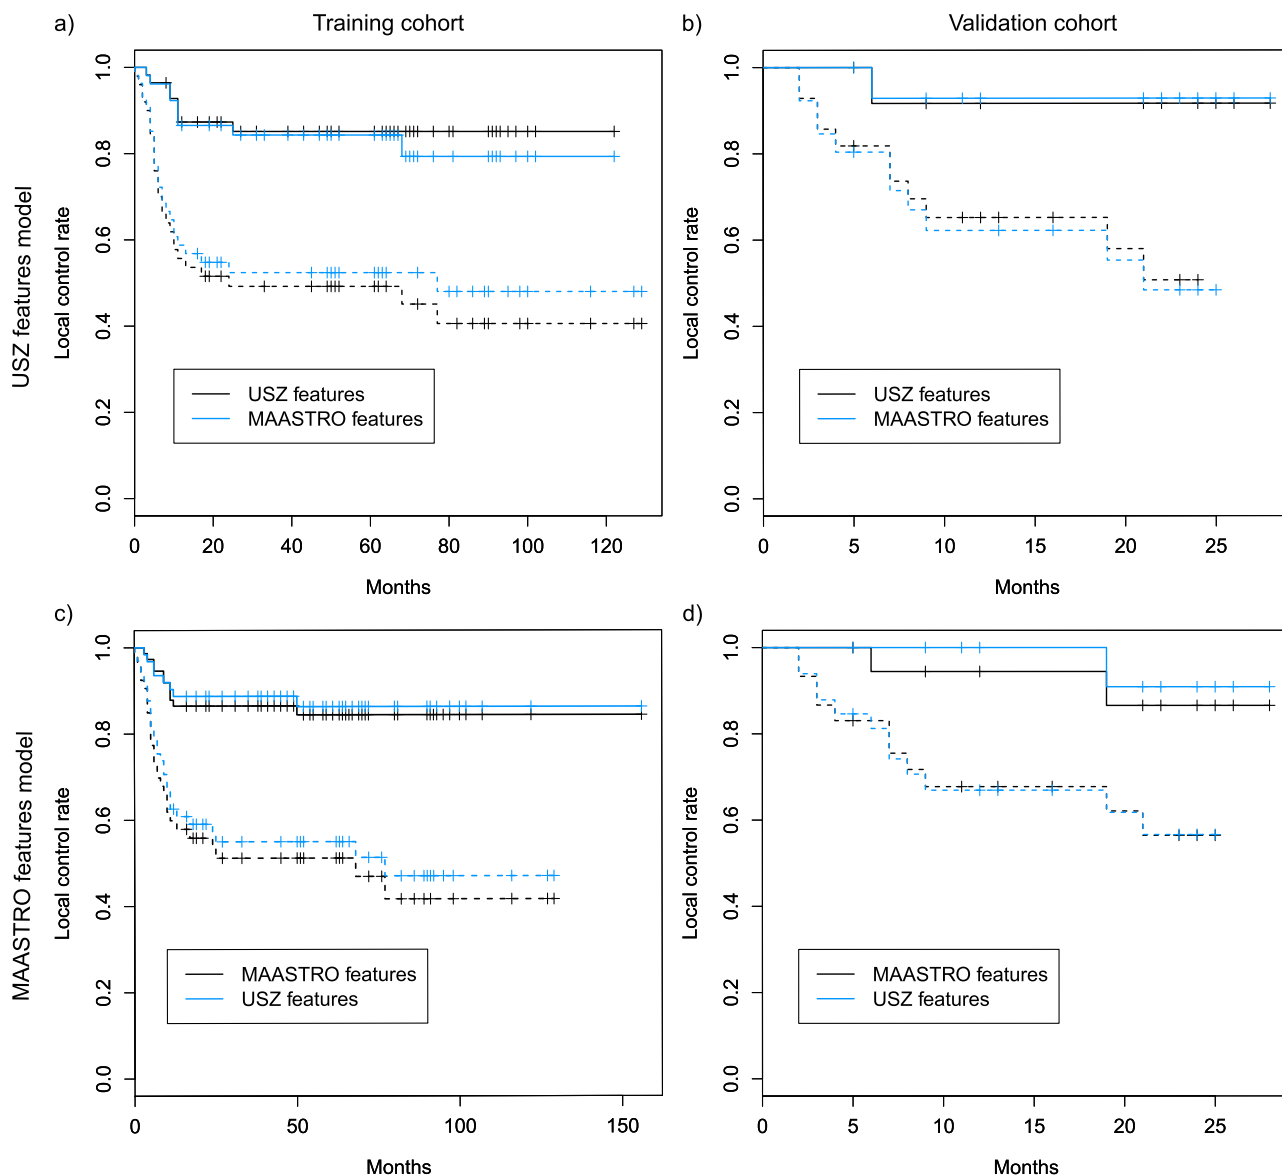 a)
Training cohort
b)
Validation cohort
USZ features model
Local control rate
1.0
0.8
0.6
0.4
0.2
0.0
USZ features
MAASTRO features
0 20 40 60 80 100 120
Months
Local control rate
1.0
0.8
0.6
0.4
0.2
0.0
USZ features
MAASTRO features
0 5 10 15 20 25
Months
c)
d)
MAASTRO features model
Local control rate
1.0
0.8
0.6
0.4
0.2
0.0
MAASTRO features
USZ features
0 50 100 150
Months
Local control rate
1.0
0.8
0.6
0.4
0.2
0.0
MAASTRO features
USZ features
0 5 10 15 20 25
Months